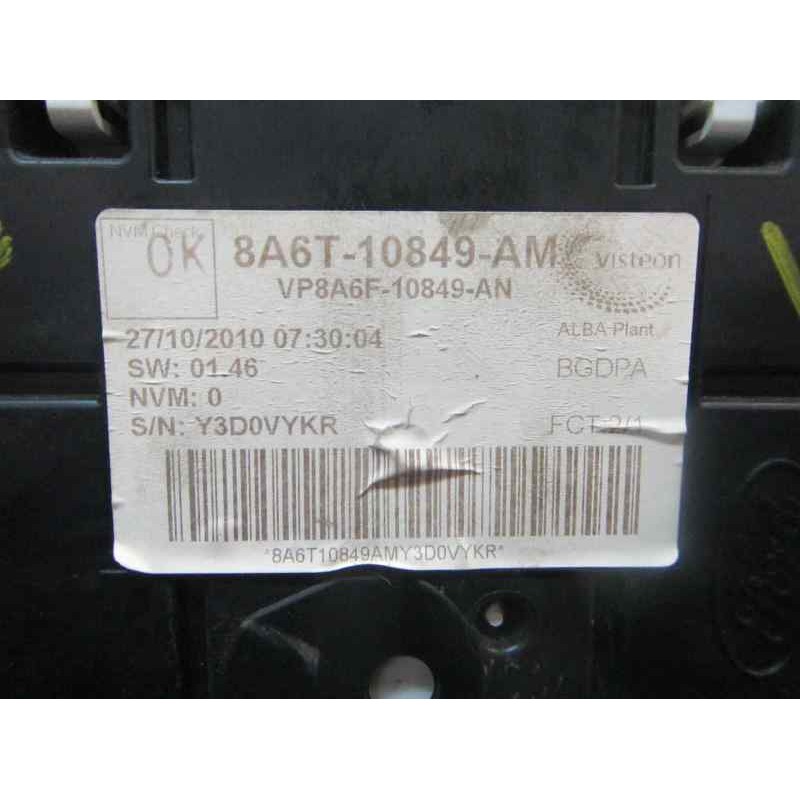 NVM Check
OK
8A6T-10849-AM
VP8A6F-10849-AN
Visteon
ALBA-Plant
27/10/2010 07:30:04
SW: 01.46
BGDPA
NVM: 0
S/N: Y3D0VYKR
FCT-2/1
*8A6T10849AMY3D0VYKR*